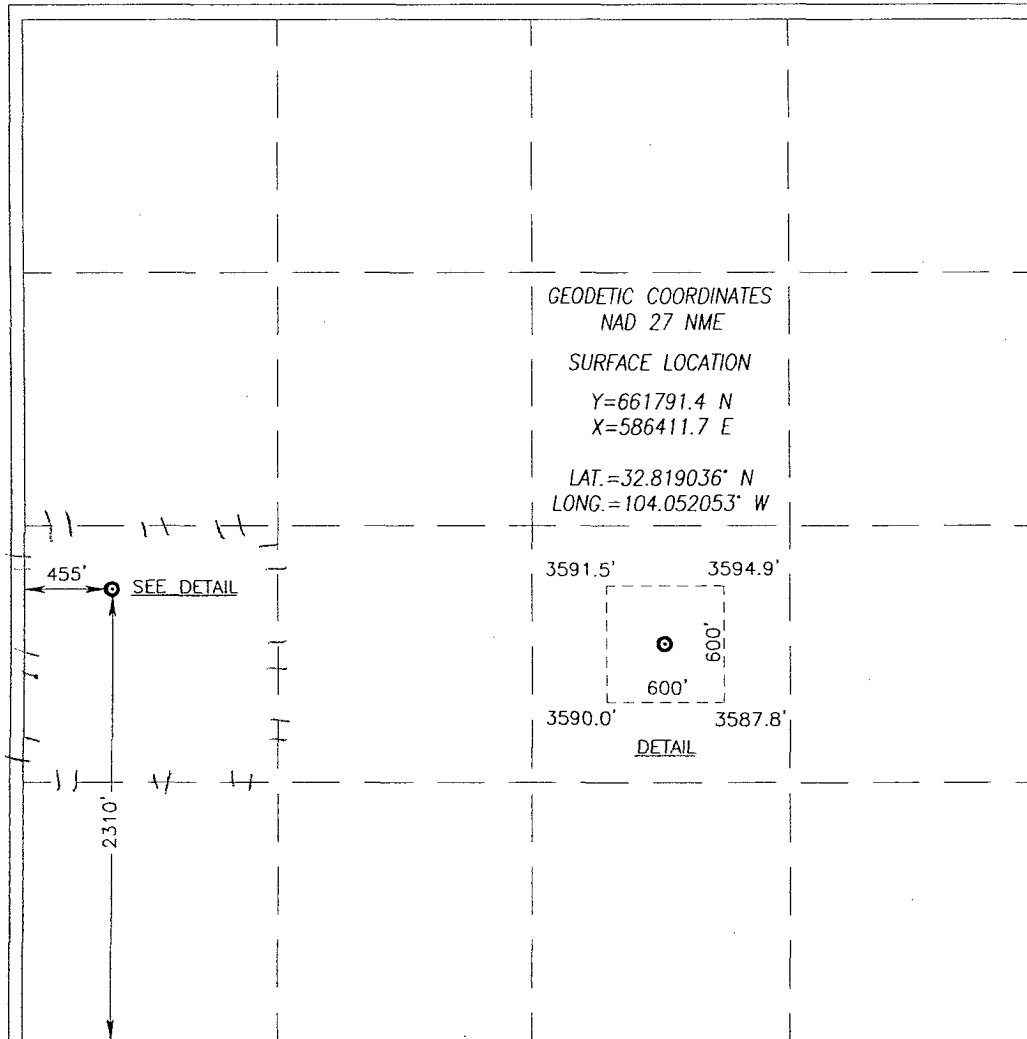 GEODETIC COORDINATES
NAD 27 NME
SURFACE LOCATION
Y=661791.4 N
X=586411.7 E
LAT.=32.819036° N
LONG.=104.052053° W
455'
SEE DETAIL
2310'
3591.5'
3594.9'
600'
600'
3590.0'
3587.8'
DETAIL